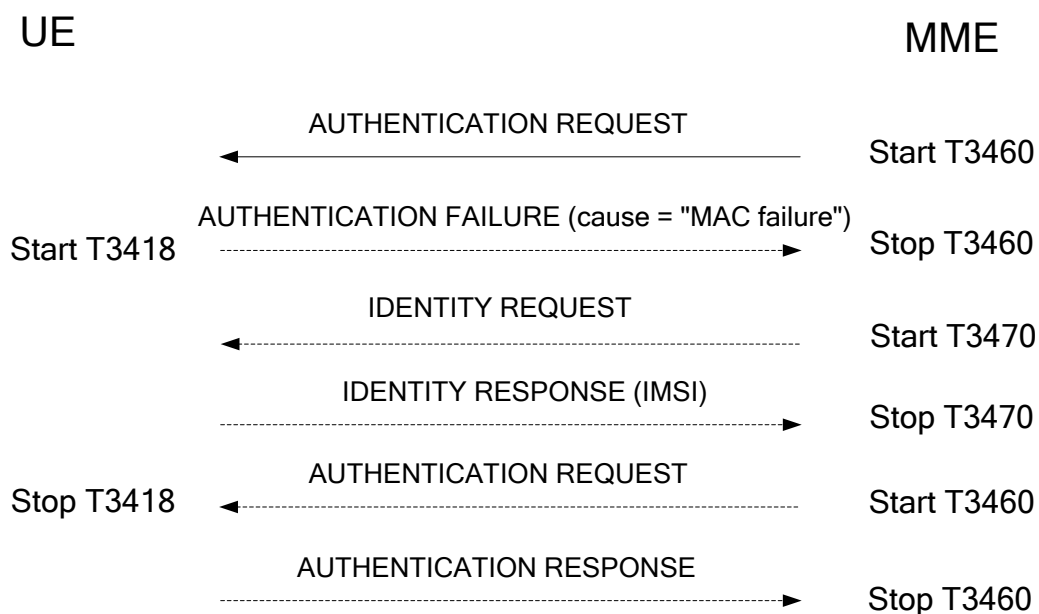 UE
MME
AUTHENTICATION REQUEST
Start T3460
AUTHENTICATION FAILURE (cause = "MAC failure")
Start T3418
Stop T3460
IDENTITY REQUEST
Start T3470
IDENTITY RESPONSE (IMSI)
Stop T3470
AUTHENTICATION REQUEST
Stop T3418
Start T3460
AUTHENTICATION RESPONSE
Stop T3460